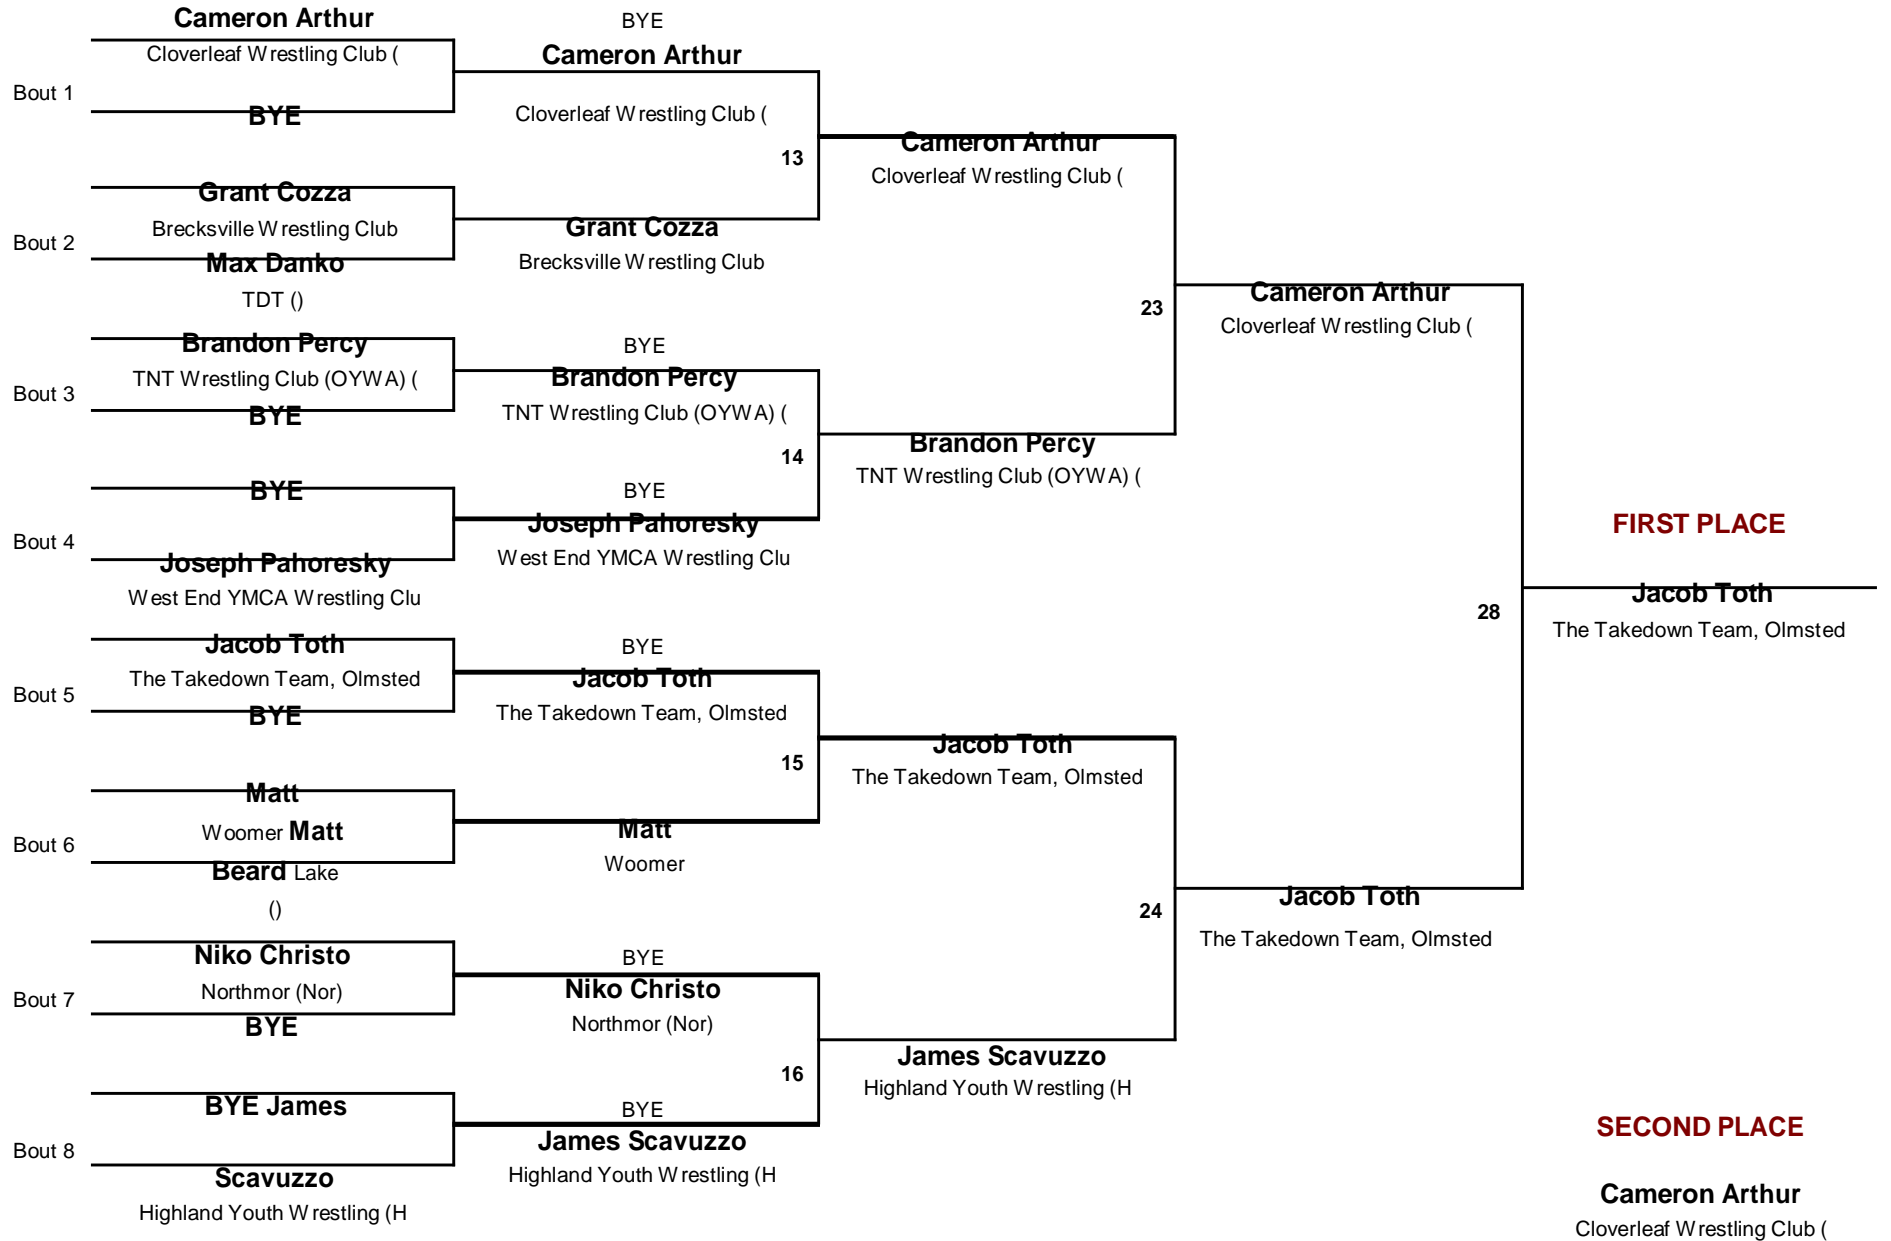 Cameron Arthur
Cloverleaf Wrestling Club (
Bout 1
BYE
Grant Cozza
Brecksville Wrestling Club
Bout 2
Max Danko
TDT ()
Brandon Percy
TNT Wrestling Club (OYWA) (
Bout 3
BYE
BYE
Bout 4
Joseph Pahoresky
West End YMCA Wrestling Clu
Jacob Toth
The Takedown Team, Olmsted
Bout 5
BYE
Matt
Woomer Matt
Bout 6
Beard Lake
()
Niko Christo
Northmor (Nor)
Bout 7
BYE
BYE James
Bout 8
Scavuzzo
Highland Youth Wrestling (H
BYE
Cameron Arthur
Cloverleaf Wrestling Club (
13
Grant Cozza
Brecksville Wrestling Club
BYE
Brandon Percy
TNT Wrestling Club (OYWA) (
14
BYE
Joseph Pahoresky
West End YMCA Wrestling Clu
BYE
Jacob Toth
The Takedown Team, Olmsted
15
Matt
Woomer
BYE
Niko Christo
Northmor (Nor)
16
BYE
James Scavuzzo
Highland Youth Wrestling (H
Cameron Arthur
Cloverleaf Wrestling Club (
23
Brandon Percy
TNT Wrestling Club (OYWA) (
Jacob Toth
The Takedown Team, Olmsted
24
James Scavuzzo
Highland Youth Wrestling (H
Cameron Arthur
Cloverleaf Wrestling Club (
28
Jacob Toth
The Takedown Team, Olmsted
FIRST PLACE
Jacob Toth
The Takedown Team, Olmsted
SECOND PLACE
Cameron Arthur
Cloverleaf Wrestling Club (